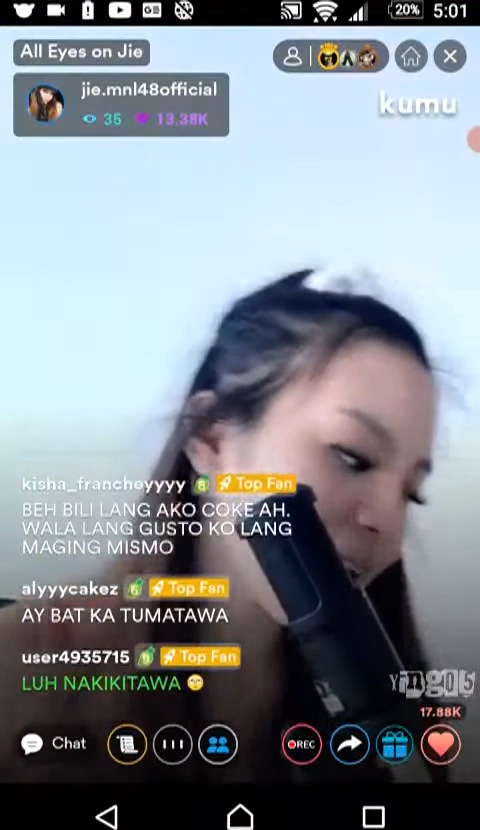 20% 5:01
All Eyes on Jie
jie.mnl48official
35 13.38K
kumu
kisha_francheyyyy 8 Top Fan
BEH BILI LANG AKO COKE AH.
WALA LANG GUSTO KO LANG
MAGING MISMO
alyyycakez 6 Top Fan
AY BAT KA TUMATAWA
user4935715 Top Fan
LUH NAKIKITAWA
17.88K
Chat
REC